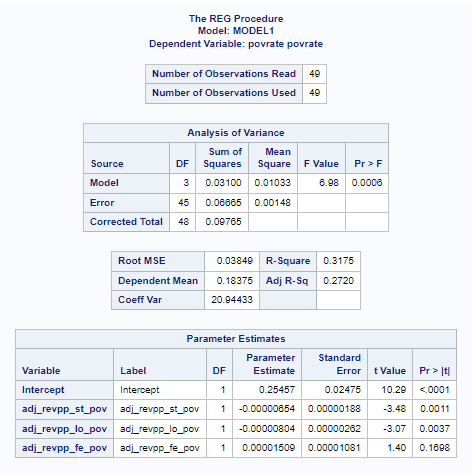 The REG Procedure
Model: MODEL1
Dependent Variable: povrate povrate
Number of Observations Read 49
Number of Observations Used 49
Analysis of Variance
Source DF Sum of Squares Mean Square F Value Pr > F
Model 3 0.03100 0.01033 6.98 0.0006
Error 45 0.06665 0.00148
Corrected Total 48 0.09765
Root MSE 0.03849 R-Square 0.3175
Dependent Mean 0.18375 Adj R-Sq 0.2720
Coeff Var 20.94433
Parameter Estimates
Variable Label DF Parameter Estimate Standard Error t Value Pr > |t|
Intercept Intercept 1 0.25457 0.02475 10.29 <.0001
adj_revpp_st_pov adj_revpp_st_pov 1 -0.00000654 0.00000188 -3.48 0.0011
adj_revpp_lo_pov adj_revpp_lo_pov 1 -0.00000804 0.00000262 -3.07 0.0037
adj_revpp_fe_pov adj_revpp_fe_pov 1 0.00001509 0.00001081 1.40 0.1698